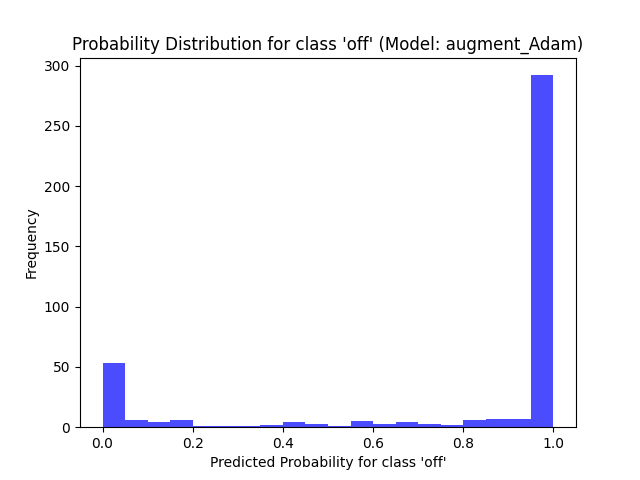 Probability Distribution for class 'off' (Model: augment_Adam)
300
250
200
150
100
50
0
Frequency
0.0 0.2 0.4 0.6 0.8 1.0
Predicted Probability for class 'off'